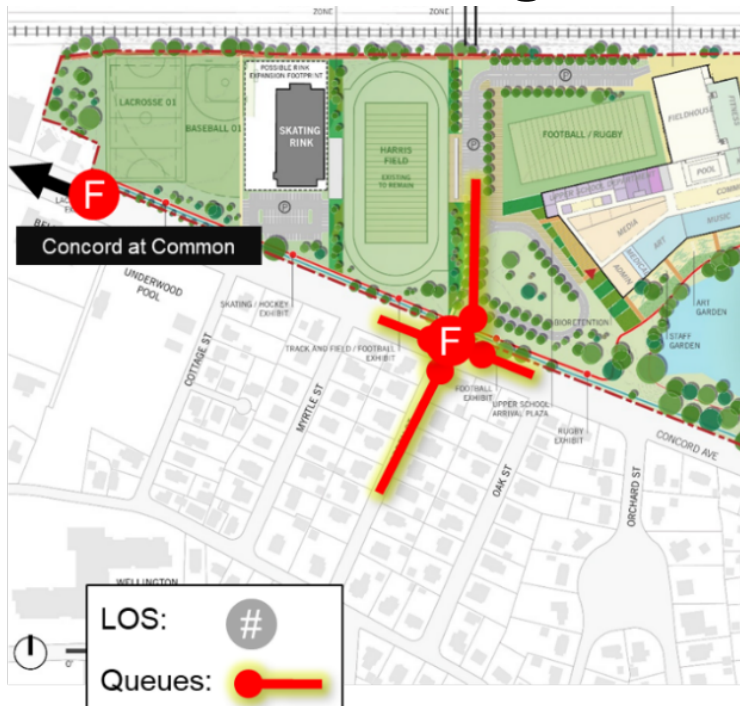 ZONE
ZONE
POSSIBLE RINK
EXPANSION FOOTPRINT
P
LACROSSE 01
BASEBALL 01
SKATING
RINK
HARRIS
FIELD
EXISTING
TO REMAIN
P
FOOTBALL / RUGBY
FIELDHOUSE
FITNESS
POOL
UPPER SCHOOL DEPARTMENT
P
F
Concord at Common
MEDIA
ART
MUSIC
MEDICAL
ADMIN
UNDERWOOD
POOL
SKATING / HOCKEY
EXHIBIT
F
BIORETENTION
ART
GARDEN
STAFF
GARDEN
TRACK AND FIELD / FOOTBALL
EXHIBIT
FOOTBALL
EXHIBIT
UPPER SCHOOL
ARRIVAL PLAZA
RUGBY
EXHIBIT
CONCORD AVE
COTTAGE ST
MYRTLE ST
OAK ST
ORCHARD ST
WELLINGTON
LOS: #
Queues: